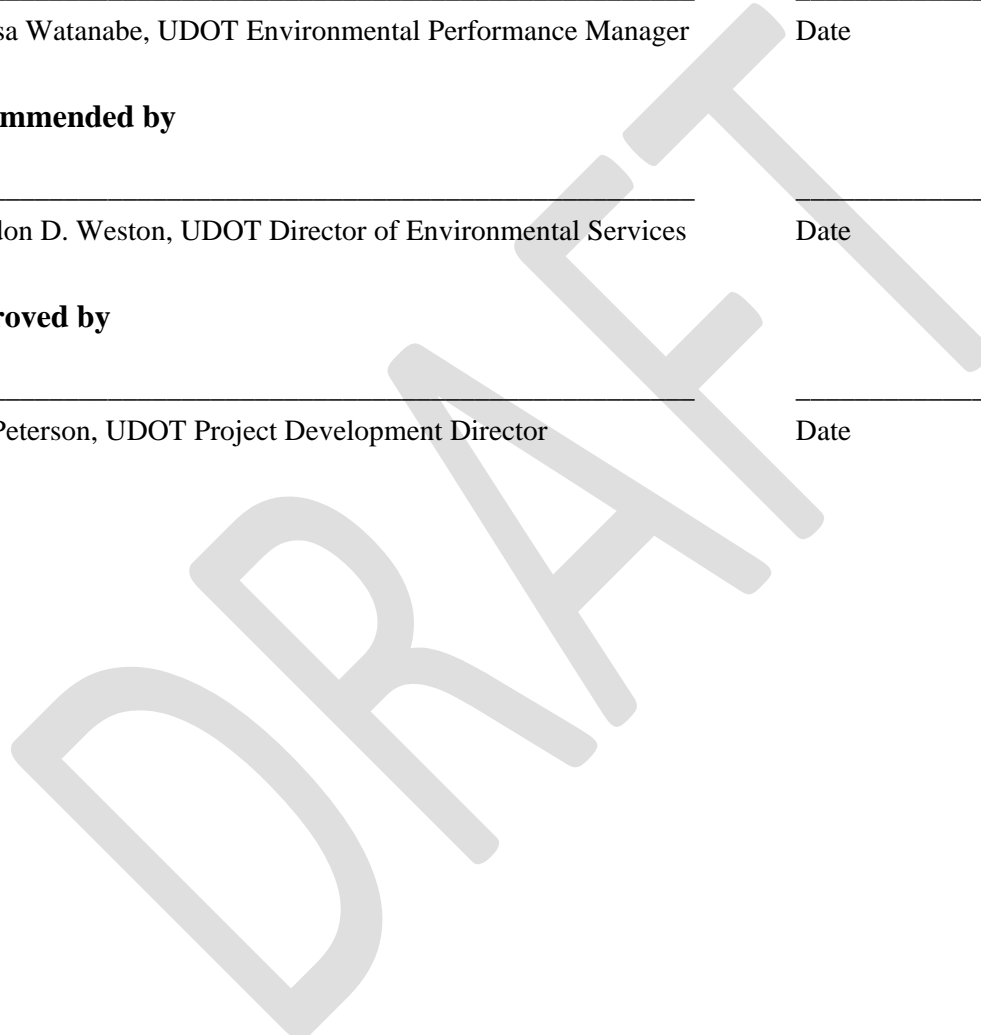 sa Watanabe, UDOT Environmental Performance Manager Date
mmended by
don D. Weston, UDOT Director of Environmental Services Date
roved by
Peterson, UDOT Project Development Director Date
DRAFT